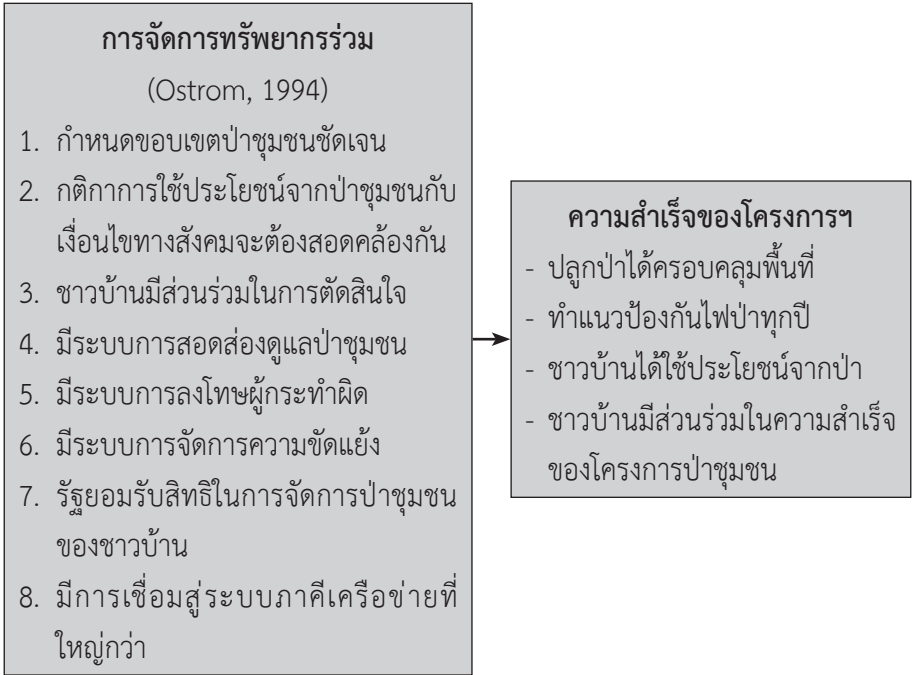 การจัดการทรัพยากรร่วม
(Ostrom, 1994)
1. กำหนดขอบเขตป่าชุมชนชัดเจน
2. กติกาการใช้ประโยชน์จากป่าชุมชนกับ
เงื่อนไขทางสังคมจะต้องสอดคล้องกัน
3. ชาวบ้านมีส่วนร่วมในการตัดสินใจ
4. มีระบบการสอดส่องดูแลป่าชุมชน
5. มีระบบการลงโทษผู้กระทำผิด
6. มีระบบการจัดการความขัดแย้ง
7. รัฐยอมรับสิทธิในการจัดการป่าชุมชน
ของชาวบ้าน
8. มีการเชื่อมสู่ระบบภาคีเครือข่ายที่
ใหญ่กว่า
ความสำเร็จของโครงการฯ
- ปลูกป่าได้ครอบคลุมพื้นที่
- ทำแนวป้องกันไฟป่าทุกปี
- ชาวบ้านได้ใช้ประโยชน์จากป่า
- ชาวบ้านมีส่วนร่วมในความสำเร็จ
ของโครงการป่าชุมชน